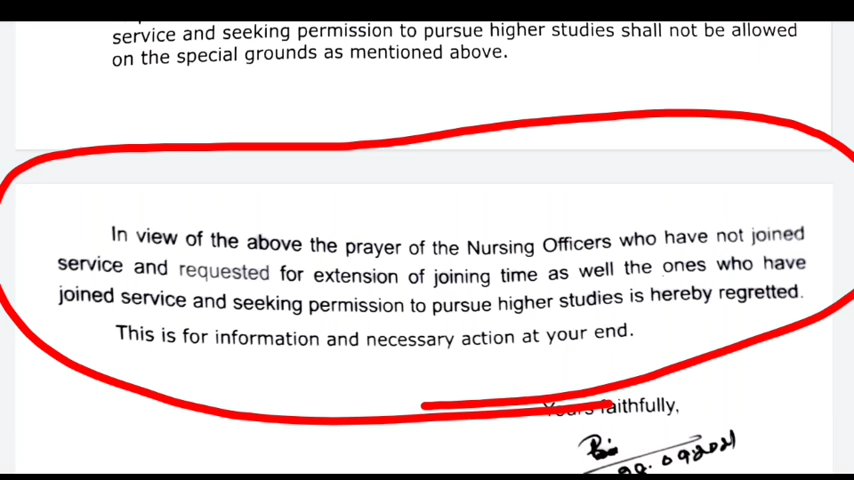 service and seeking permission to pursue higher studies shall not be allowed
on the special grounds as mentioned above.
In view of the above the prayer of the Nursing Officers who have not joined
service and requested for extension of joining time as well the ones who have
joined service and seeking permission to pursue higher studies is hereby regretted.
This is for information and necessary action at your end.
Yours faithfully,